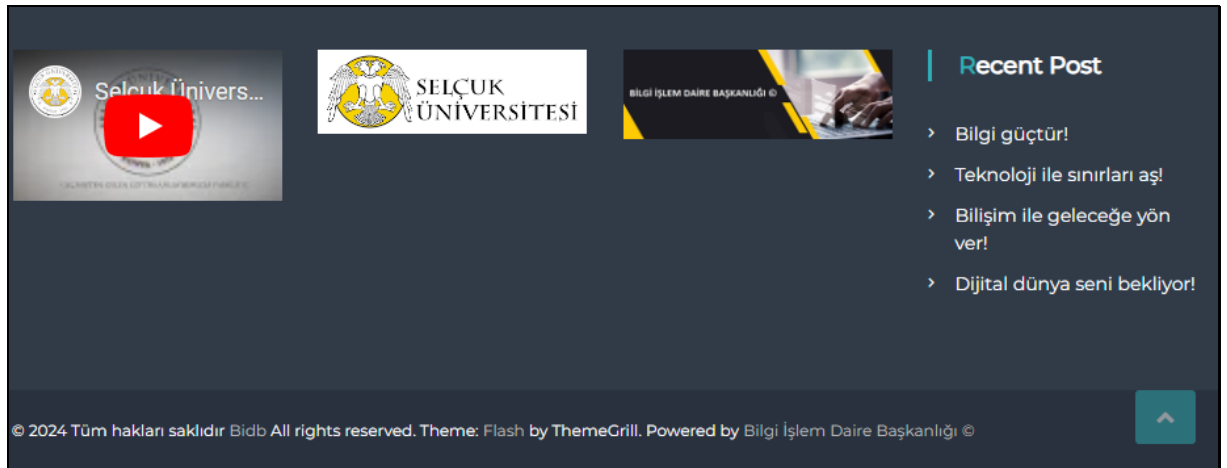 Selçuk Ünivers...
SELÇUK
ÜNİVERSİTESİ
BİLGİ İŞLEM DAİRE BAŞKANLIĞI ©
Recent Post
Bilgi güçtür!
Teknoloji ile sınırları aş!
Bilişim ile geleceğe yön
ver!
Dijital dünya seni bekliyor!
© 2024 Tüm hakları saklıdır Bidb All rights reserved. Theme: Flash by ThemeGrill. Powered by Bilgi İşlem Daire Başkanlığı ©